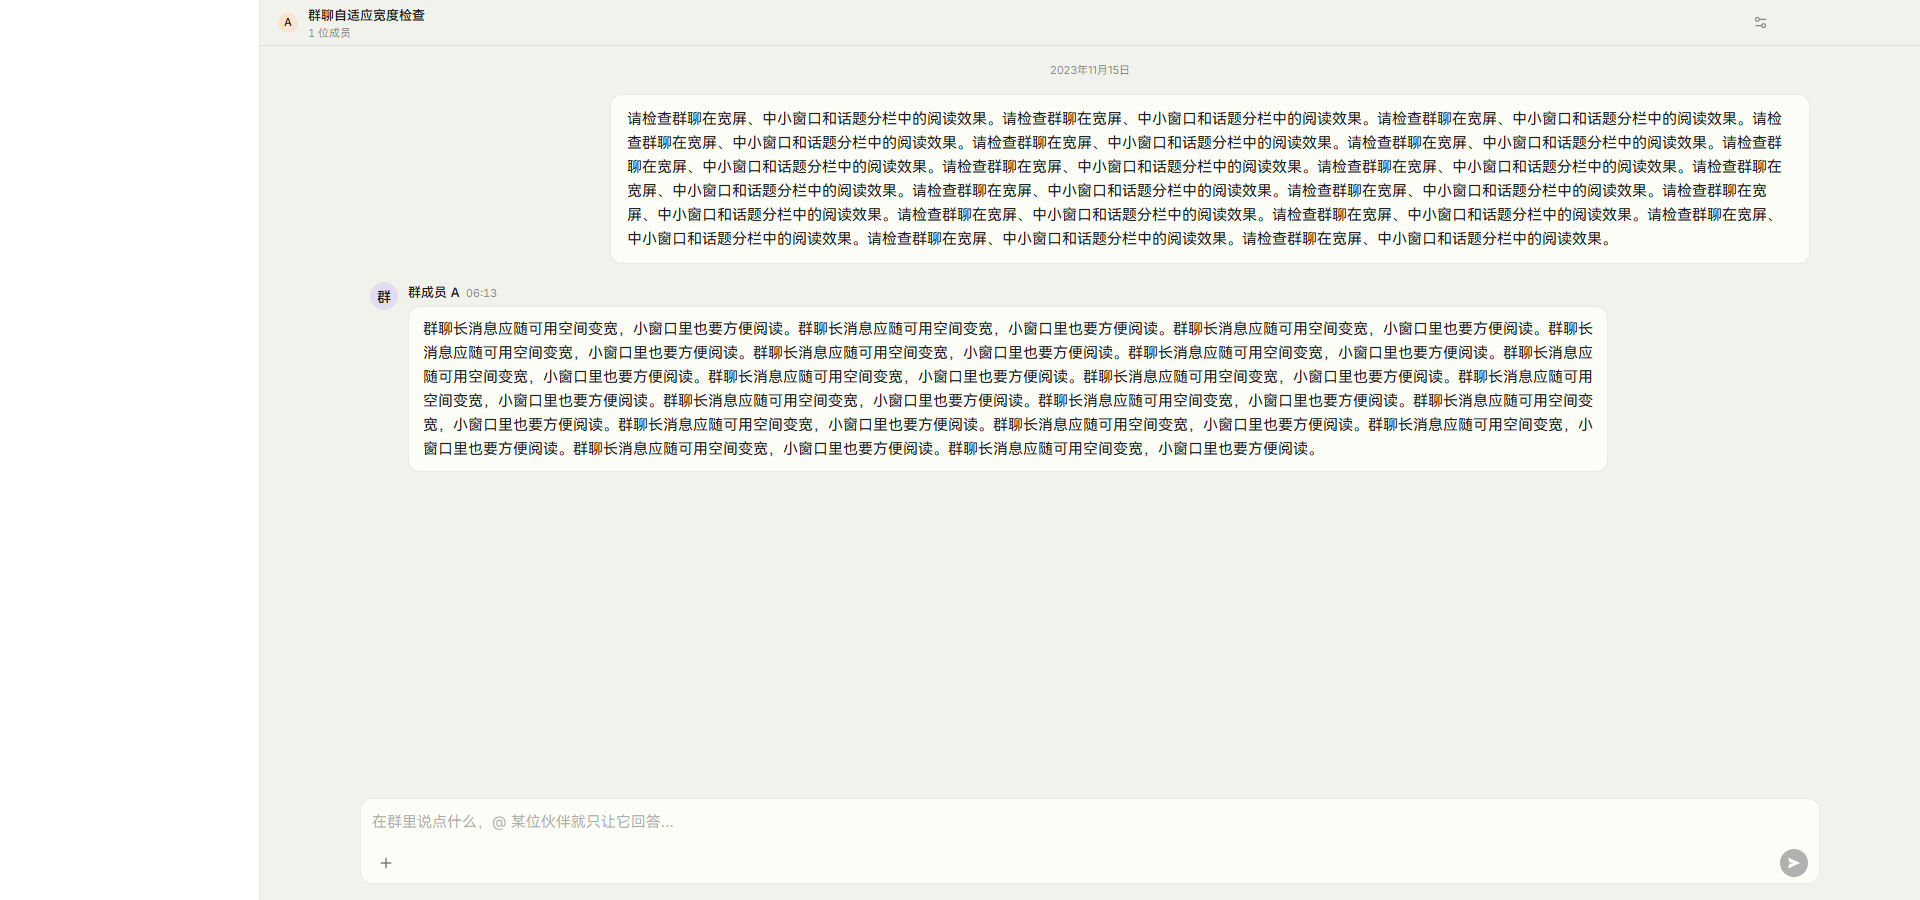 A
群聊自适应宽度检查
1 位成员
2023年11月15日
请检查群聊在宽屏、中小窗口和话题分栏中的阅读效果。请检查群聊在宽屏、中小窗口和话题分栏中的阅读效果。请检查群聊在宽屏、中小窗口和话题分栏中的阅读效果。请检
查群聊在宽屏、中小窗口和话题分栏中的阅读效果。请检查群聊在宽屏、中小窗口和话题分栏中的阅读效果。请检查群聊在宽屏、中小窗口和话题分栏中的阅读效果。请检查群
聊在宽屏、中小窗口和话题分栏中的阅读效果。请检查群聊在宽屏、中小窗口和话题分栏中的阅读效果。请检查群聊在宽屏、中小窗口和话题分栏中的阅读效果。请检查群聊在
宽屏、中小窗口和话题分栏中的阅读效果。请检查群聊在宽屏、中小窗口和话题分栏中的阅读效果。请检查群聊在宽屏、中小窗口和话题分栏中的阅读效果。请检查群聊在宽
屏、中小窗口和话题分栏中的阅读效果。请检查群聊在宽屏、中小窗口和话题分栏中的阅读效果。请检查群聊在宽屏、中小窗口和话题分栏中的阅读效果。请检查群聊在宽屏、
中小窗口和话题分栏中的阅读效果。请检查群聊在宽屏、中小窗口和话题分栏中的阅读效果。请检查群聊在宽屏、中小窗口和话题分栏中的阅读效果。
群
群成员 A 06:13
群聊长消息应随可用空间变宽，小窗口里也要方便阅读。群聊长消息应随可用空间变宽，小窗口里也要方便阅读。群聊长消息应随可用空间变宽，小窗口里也要方便阅读。群聊长
消息应随可用空间变宽，小窗口里也要方便阅读。群聊长消息应随可用空间变宽，小窗口里也要方便阅读。群聊长消息应随可用空间变宽，小窗口里也要方便阅读。群聊长消息应
随可用空间变宽，小窗口里也要方便阅读。群聊长消息应随可用空间变宽，小窗口里也要方便阅读。群聊长消息应随可用空间变宽，小窗口里也要方便阅读。群聊长消息应随可用
空间变宽，小窗口里也要方便阅读。群聊长消息应随可用空间变宽，小窗口里也要方便阅读。群聊长消息应随可用空间变宽，小窗口里也要方便阅读。群聊长消息应随可用空间变
宽，小窗口里也要方便阅读。群聊长消息应随可用空间变宽，小窗口里也要方便阅读。群聊长消息应随可用空间变宽，小窗口里也要方便阅读。群聊长消息应随可用空间变宽，小
窗口里也要方便阅读。群聊长消息应随可用空间变宽，小窗口里也要方便阅读。群聊长消息应随可用空间变宽，小窗口里也要方便阅读。
在群里说点什么，@ 某位伙伴就只让它回答...